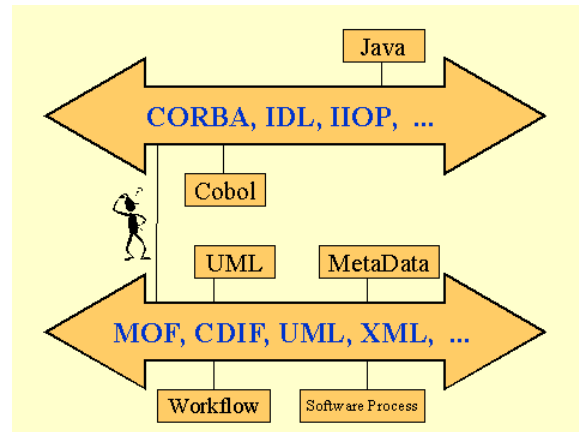 Java
CORBA, IDL, IIOP, ...
Cobol
?
UML
MetaData
MOF, CDIF, UML, XML, ...
Workflow
Software Process